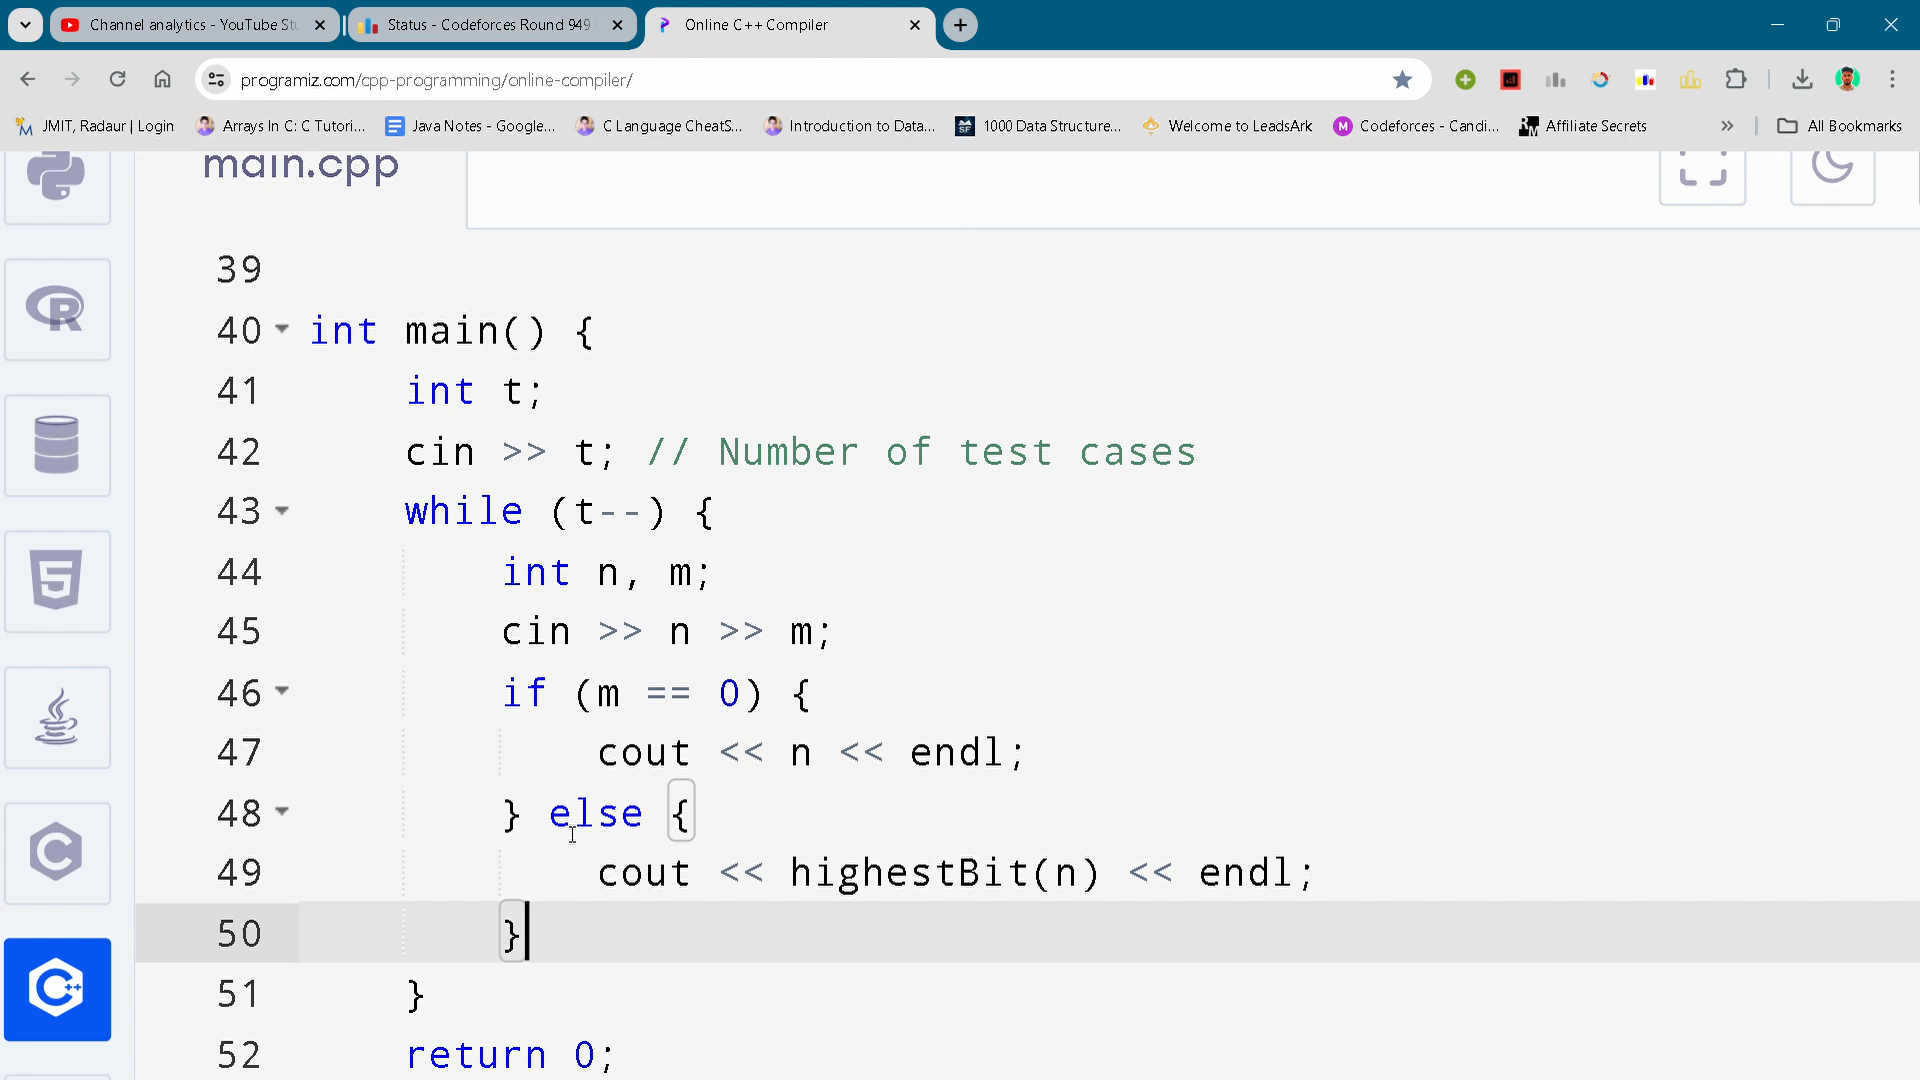 Channel analytics - YouTube St
Status - Codeforces Round 949
Online C++ Compiler
programiz.com/cpp-programming/online-compiler/
JMIT, Radaur | Login
Arrays In C: C Tutori...
Java Notes - Google...
C Language CheatS...
Introduction to Data...
1000 Data Structure...
Welcome to LeadsArk
Codeforces - Candi...
Affiliate Secrets
All Bookmarks
main.cpp
39
40 int main() {
41 int t;
42 cin >> t; // Number of test cases
43 while (t--) {
44 int n, m;
45 cin >> n >> m;
46 if (m == 0) {
47 cout << n << endl;
48 } else {
49 cout << highestBit(n) << endl;
50 }
51 }
52 return 0;